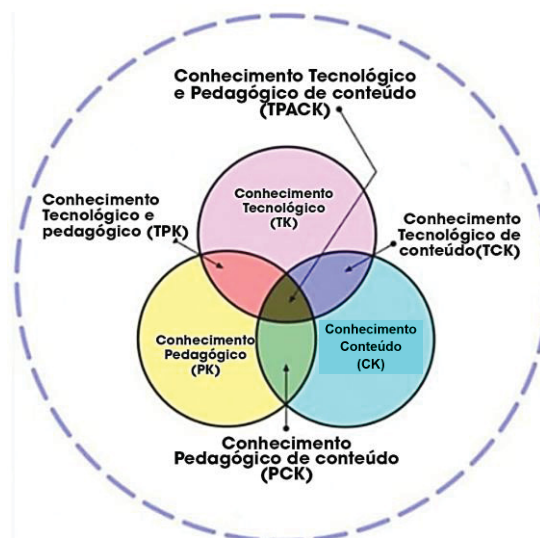 Conhecimento Tecnológico
e Pedagógico de conteúdo
(TPACK)
Conhecimento
Tecnológico
(TK)
Conhecimento
Tecnológico e
pedagógico (TPK)
Conhecimento
Tecnológico de
conteúdo(TCK)
Conhecimento
Pedagógico
(PK)
Conhecimento
Conteúdo
(CK)
Conhecimento
Pedagógico de conteúdo
(PCK)